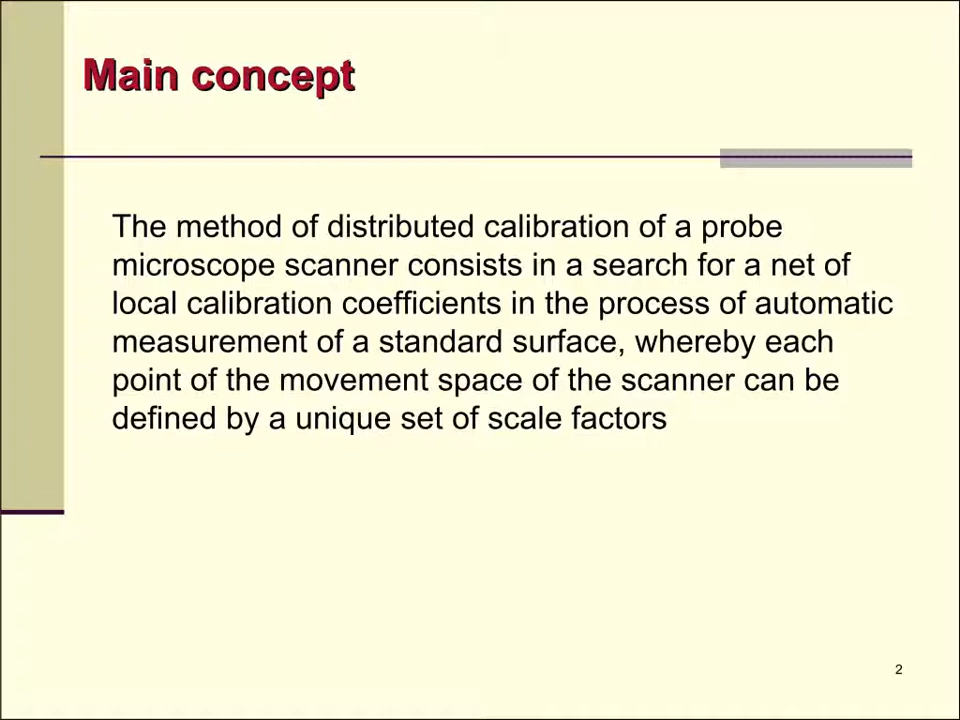 Main concept
The method of distributed calibration of a probe
microscope scanner consists in a search for a net of
local calibration coefficients in the process of automatic
measurement of a standard surface, whereby each
point of the movement space of the scanner can be
defined by a unique set of scale factors
2